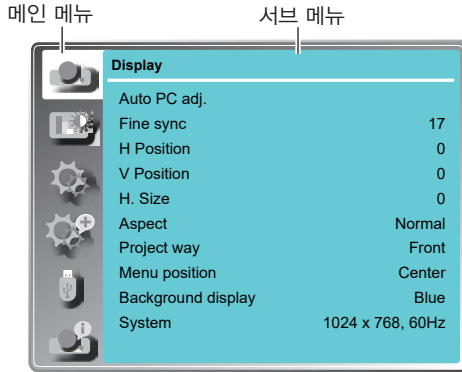 메인 메뉴 서브 메뉴
Display
Auto PC adj.
Fine sync 17
H Position 0
V Position 0
H. Size 0
Aspect Normal
Project way Front
Menu position Center
Background display Blue
System 1024 x 768, 60Hz